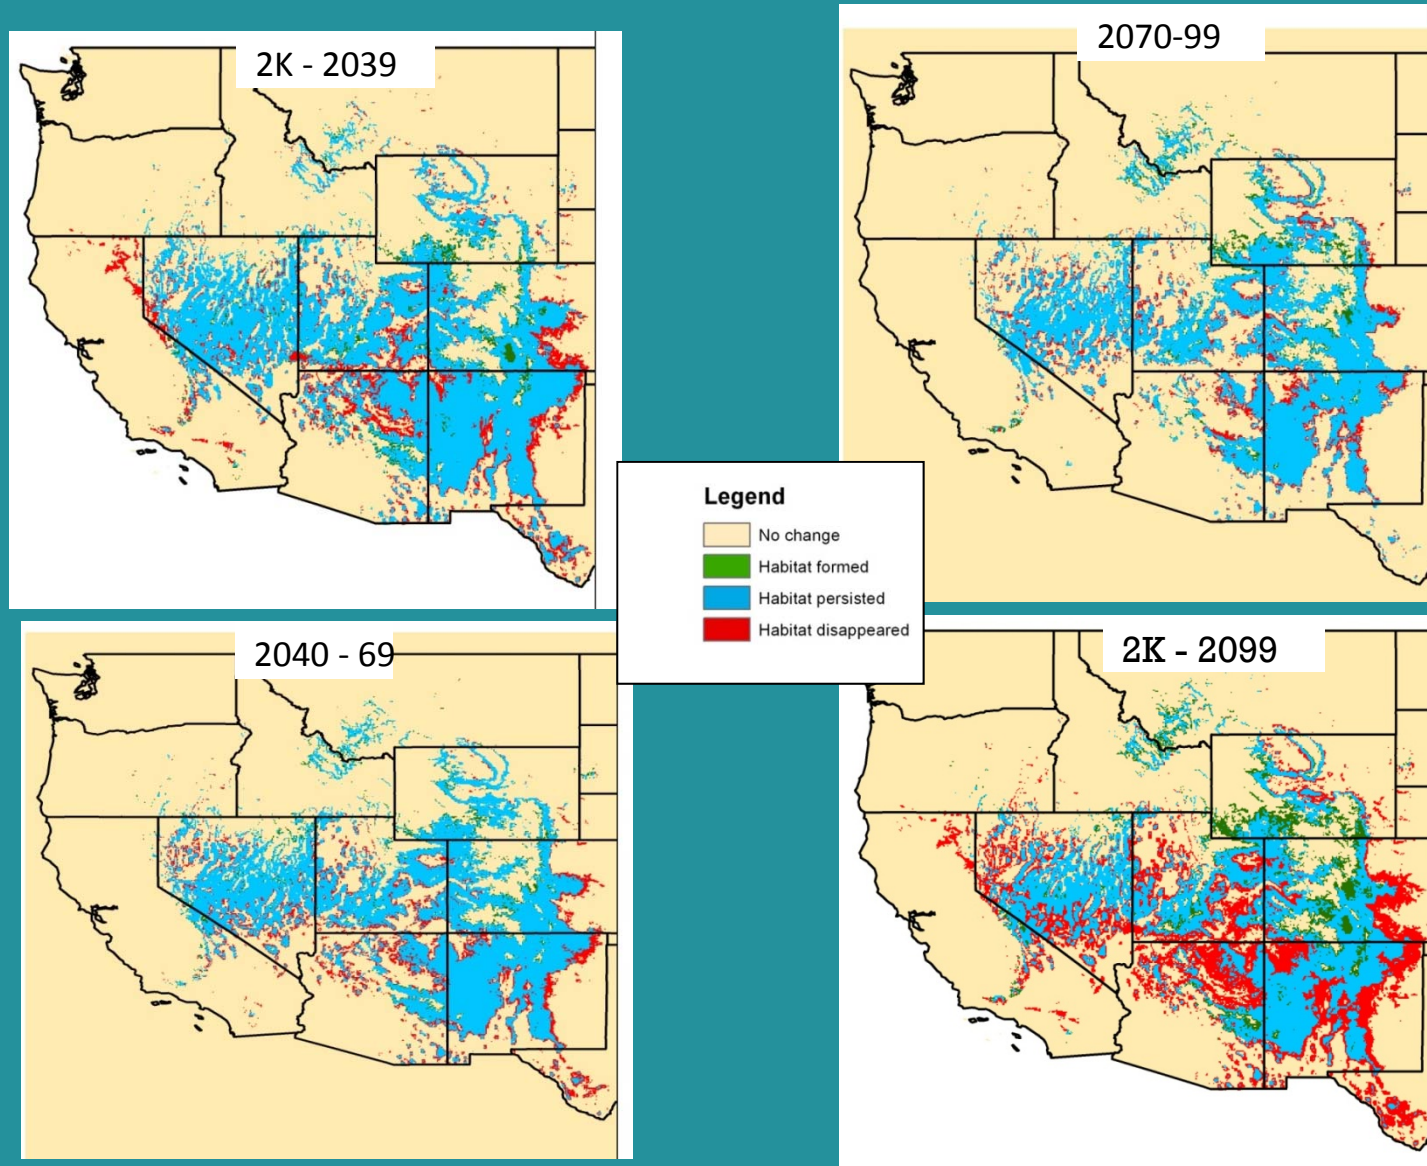 2K - 2039
2070-99
Legend
No change
Habitat formed
Habitat persisted
Habitat disappeared
2040 - 69
2K - 2099